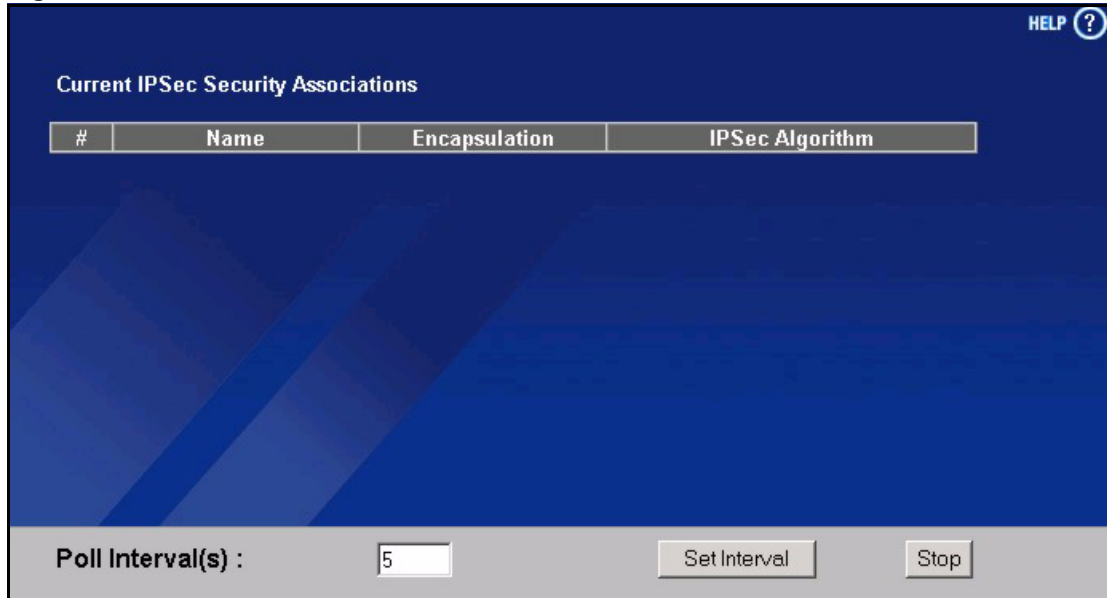 HELP ?
Current IPSec Security Associations
# Name Encapsulation IPSec Algorithm
Poll Interval(s) : 5 Set Interval Stop